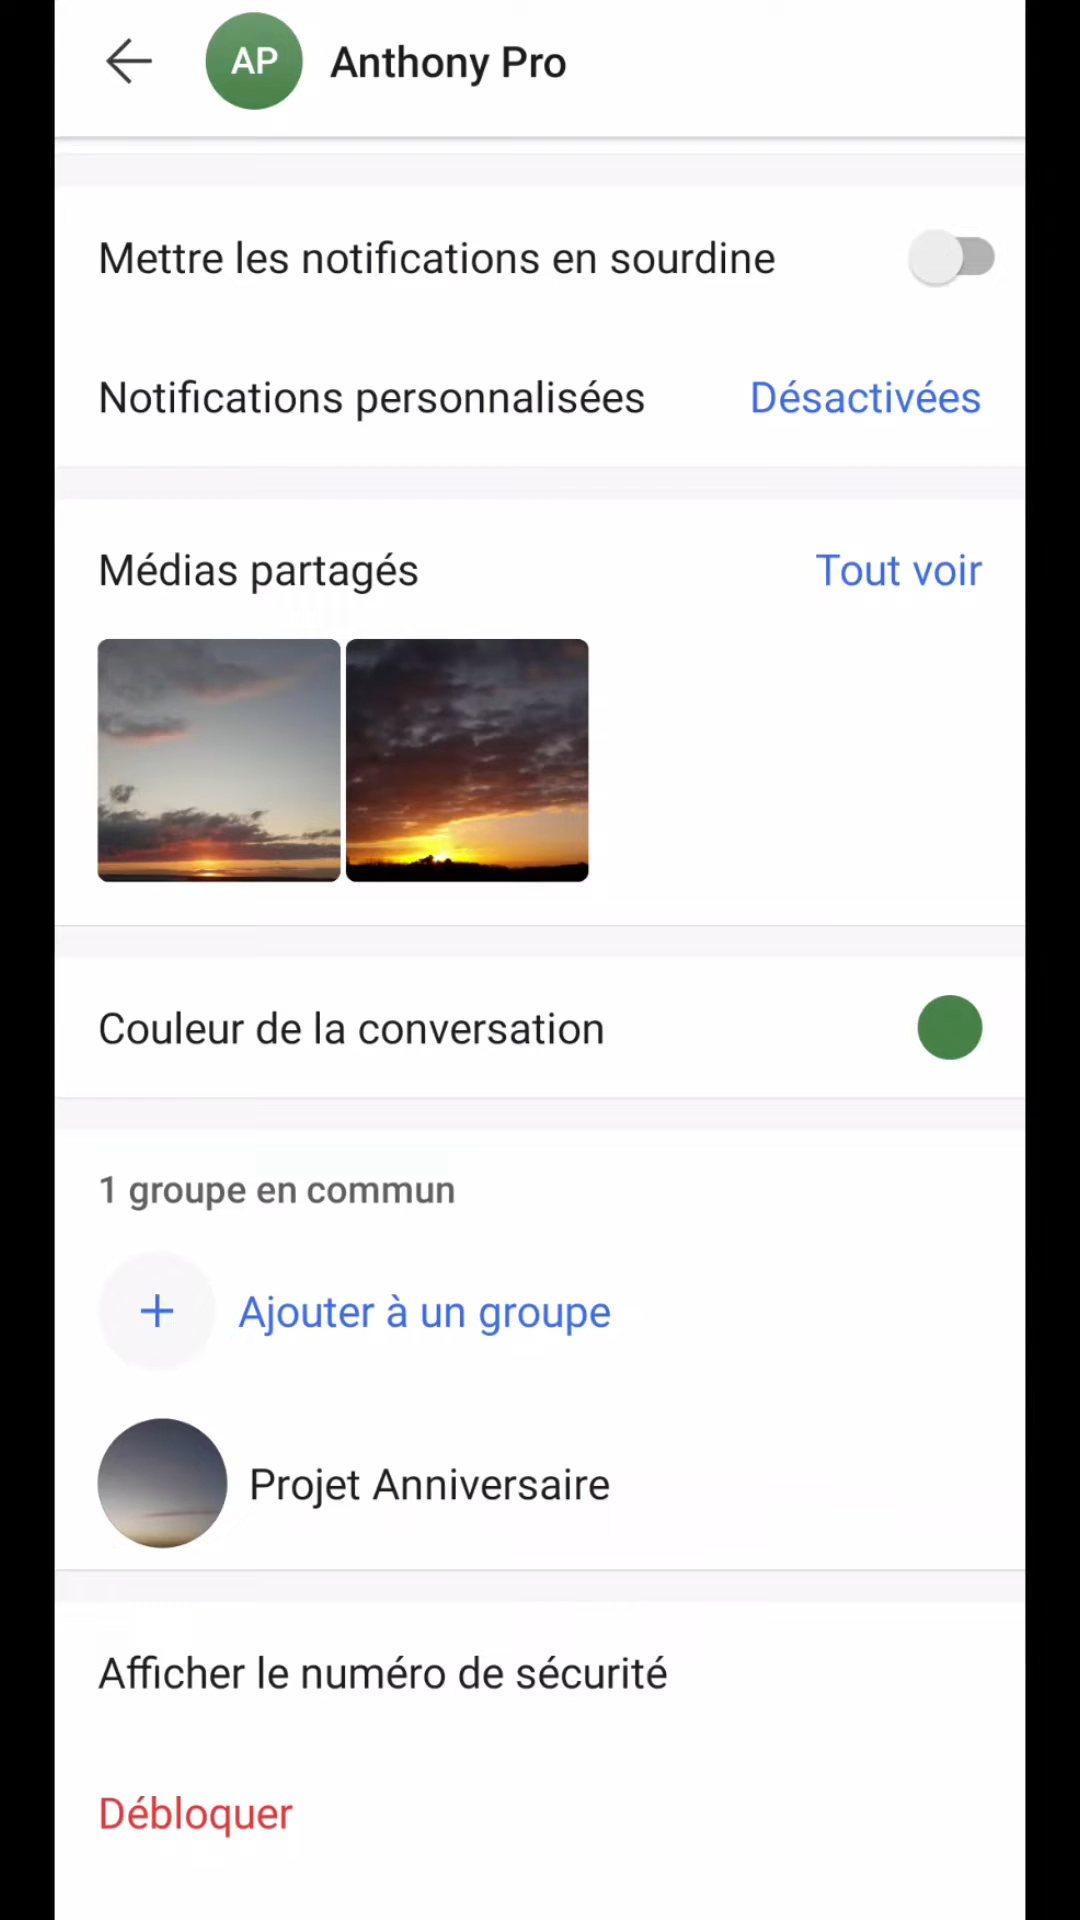 AP
Anthony Pro
Mettre les notifications en sourdine
Notifications personnalisées Désactivées
Médias partagés Tout voir
Couleur de la conversation
1 groupe en commun
+ Ajouter à un groupe
Projet Anniversaire
Afficher le numéro de sécurité
Débloquer